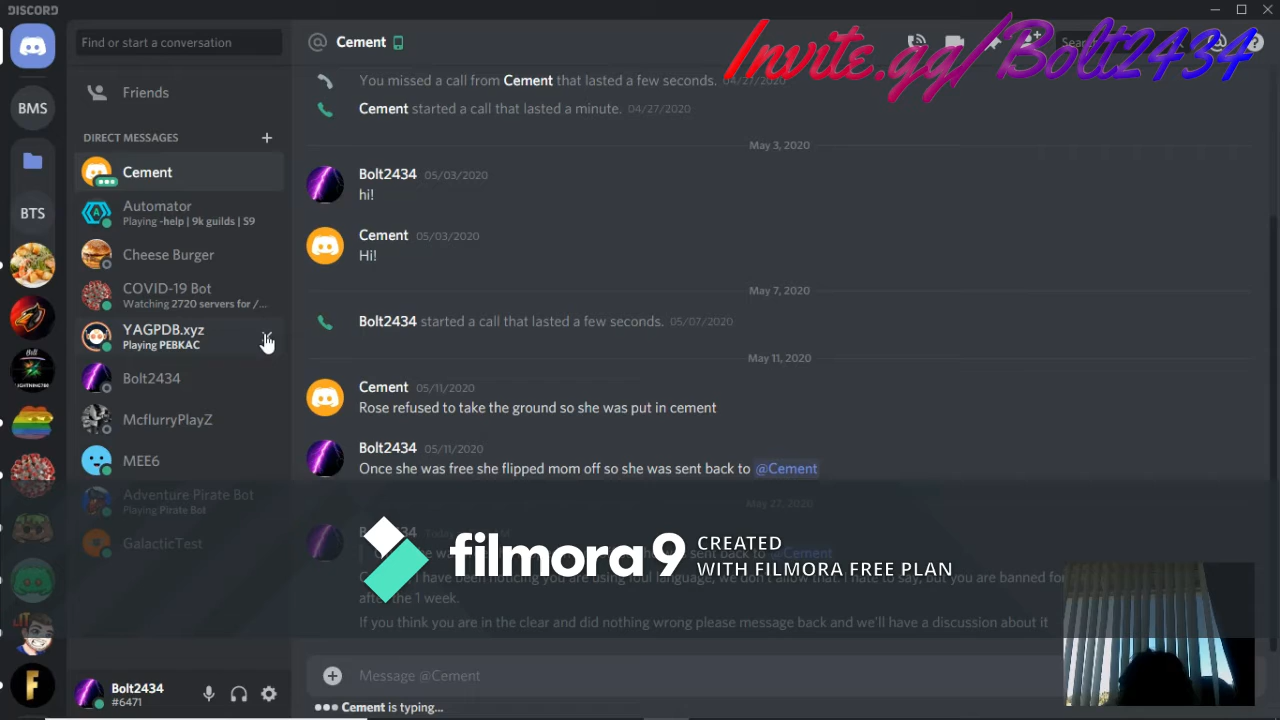 DISCORD
Invite.gg/Bolt2434
Find or start a conversation
Cement
Friends
BMS
DIRECT MESSAGES
Cement
Automator
Playing -help | 9k guilds | S9
BTS
Cheese Burger
COVID-19 Bot
Watching 2720 servers for /...
YAGPDB.xyz
Playing PEBKAC
Bolt2434
McflurryPlayZ
MEE6
Adventure Pirate Bot
Playing Pirate Bot
GalacticTest
Bolt2434
#6471
You missed a call from Cement that lasted a few seconds. 04/27/2020
Cement started a call that lasted a minute. 04/27/2020
May 3, 2020
Bolt2434 05/03/2020
hi!
Cement 05/03/2020
Hi!
May 7, 2020
Bolt2434 started a call that lasted a few seconds. 05/07/2020
May 11, 2020
Cement 05/11/2020
Rose refused to take the ground so she was put in cement
Bolt2434 05/11/2020
Once she was free she flipped mom off so she was sent back to @Cement
May 27, 2020
sent back to @Cement
I have been noticing you are using foul language, we don't allow that. I hate to say, but you are banned for
after the 1 week.
If you think you are in the clear and did nothing wrong please message back and we'll have a discussion about it
filmora9
CREATED
WITH FILMORA FREE PLAN
Message @Cement
Cement is typing...